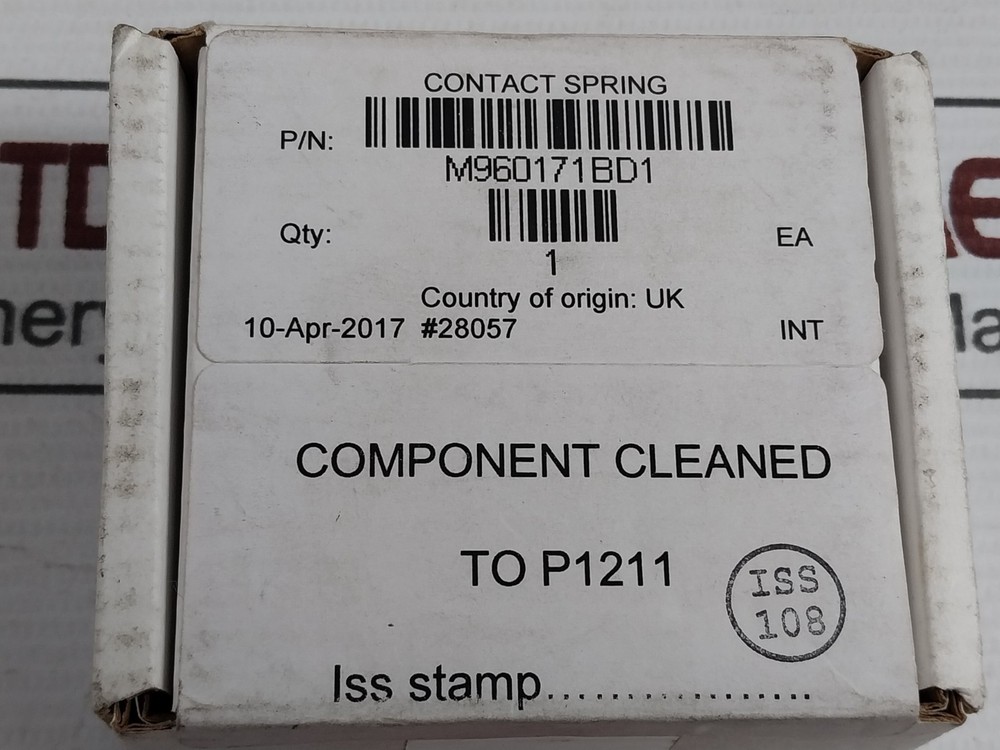 CONTACT SPRING
P/N:
M960171BD1
Qty:
EA
1
Country of origin: UK
10-Apr-2017 #28057 INT
COMPONENT CLEANED
TO P1211
ISS
108
Iss stamp..................